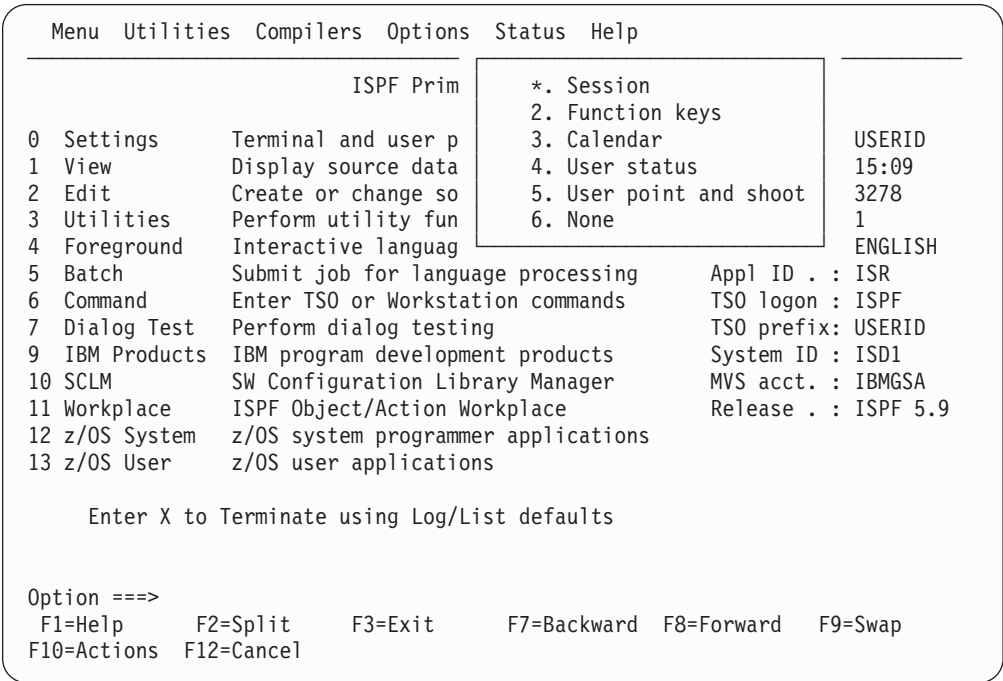 Menu Utilities Compilers Options Status Help
ISPF Prim *. Session
2. Function keys
0 Settings Terminal and user p 3. Calendar USERID
1 View Display source data 4. User status 15:09
2 Edit Create or change so 5. User point and shoot 3278
3 Utilities Perform utility fun 6. None 1
4 Foreground Interactive languag ENGLISH
5 Batch Submit job for language processing Appl ID . : ISR
6 Command Enter TSO or Workstation commands TSO logon : ISPF
7 Dialog Test Perform dialog testing TSO prefix: USERID
9 IBM Products IBM program development products System ID : ISD1
10 SCLM SW Configuration Library Manager MVS acct. : IBMGSA
11 Workplace ISPF Object/Action Workplace Release . : ISPF 5.9
12 z/OS System z/OS system programmer applications
13 z/OS User z/OS user applications
Enter X to Terminate using Log/List defaults
Option ===>
F1=Help F2=Split F3=Exit F7=Backward F8=Forward F9=Swap
F10=Actions F12=Cancel